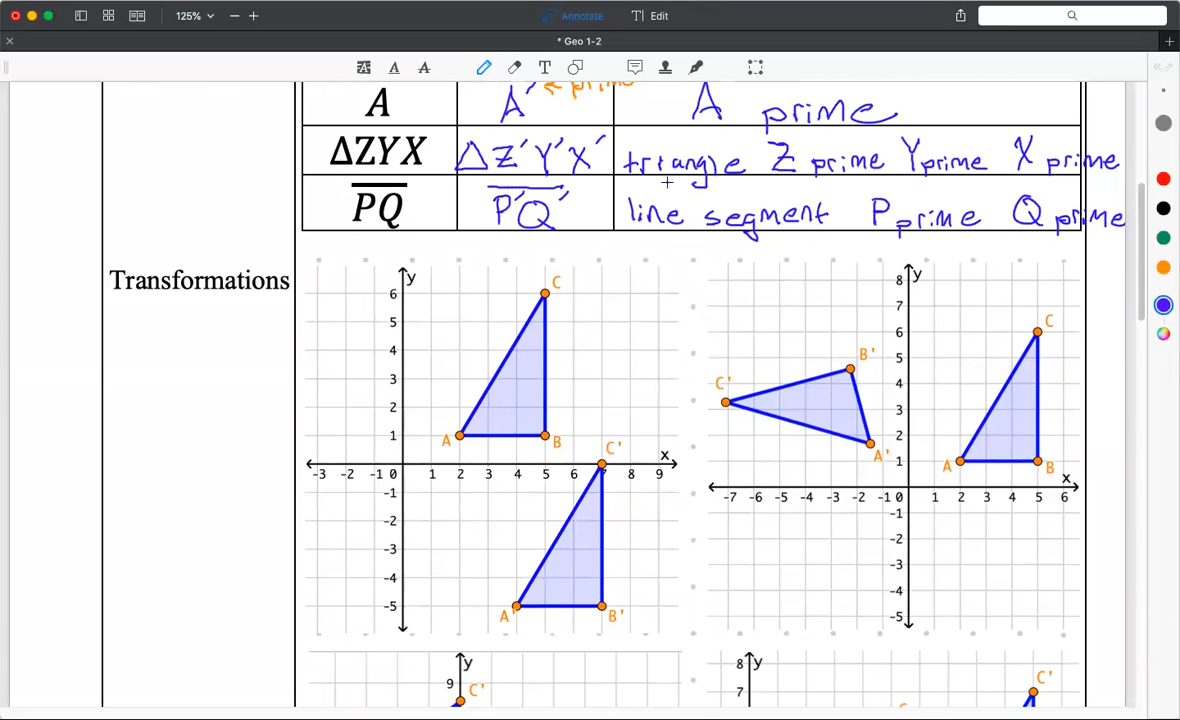 125%
Annotate
T Edit
* Geo 1-2
A A′ ← prime A prime
ΔZYX △Z′Y′X′ triangle Z prime Y prime X prime
PQ P′Q′ line segment P prime Q prime
Transformations
y
6
5
4
3
2
1
-3 -2 -1 0 1 2 3 4 5 6 7 8 9
x
-1
-2
-3
-4
-5
A
B
C
A'
B'
C'
y
8
7
6
5
4
3
2
1
-7 -6 -5 -4 -3 -2 -1 0 1 2 3 4 5 6
x
-1
-2
-3
-4
-5
A
B
C
A'
B'
C'
y
9
C'
8
7
y
C'